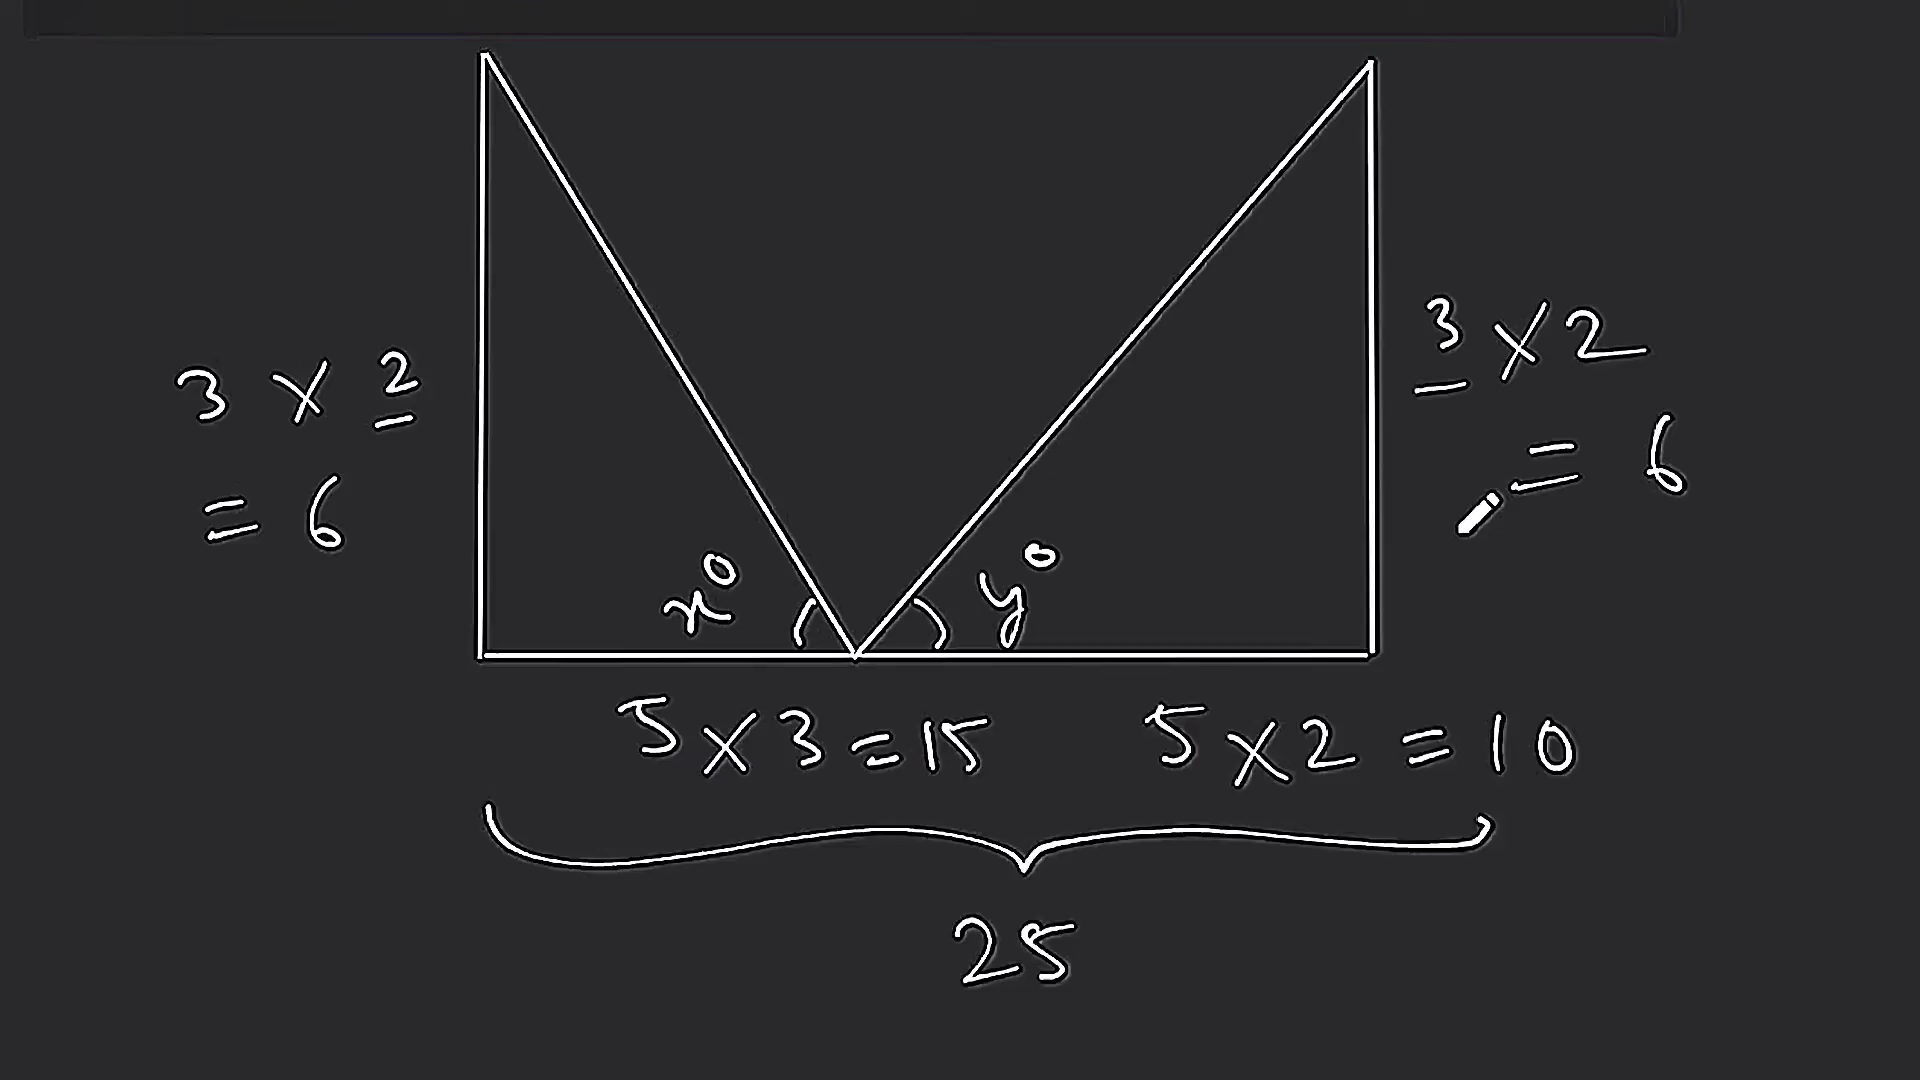 3 × 2
= 6
3 × 2
= 6
x°
y°
5 × 3 = 15
5 × 2 = 10
25